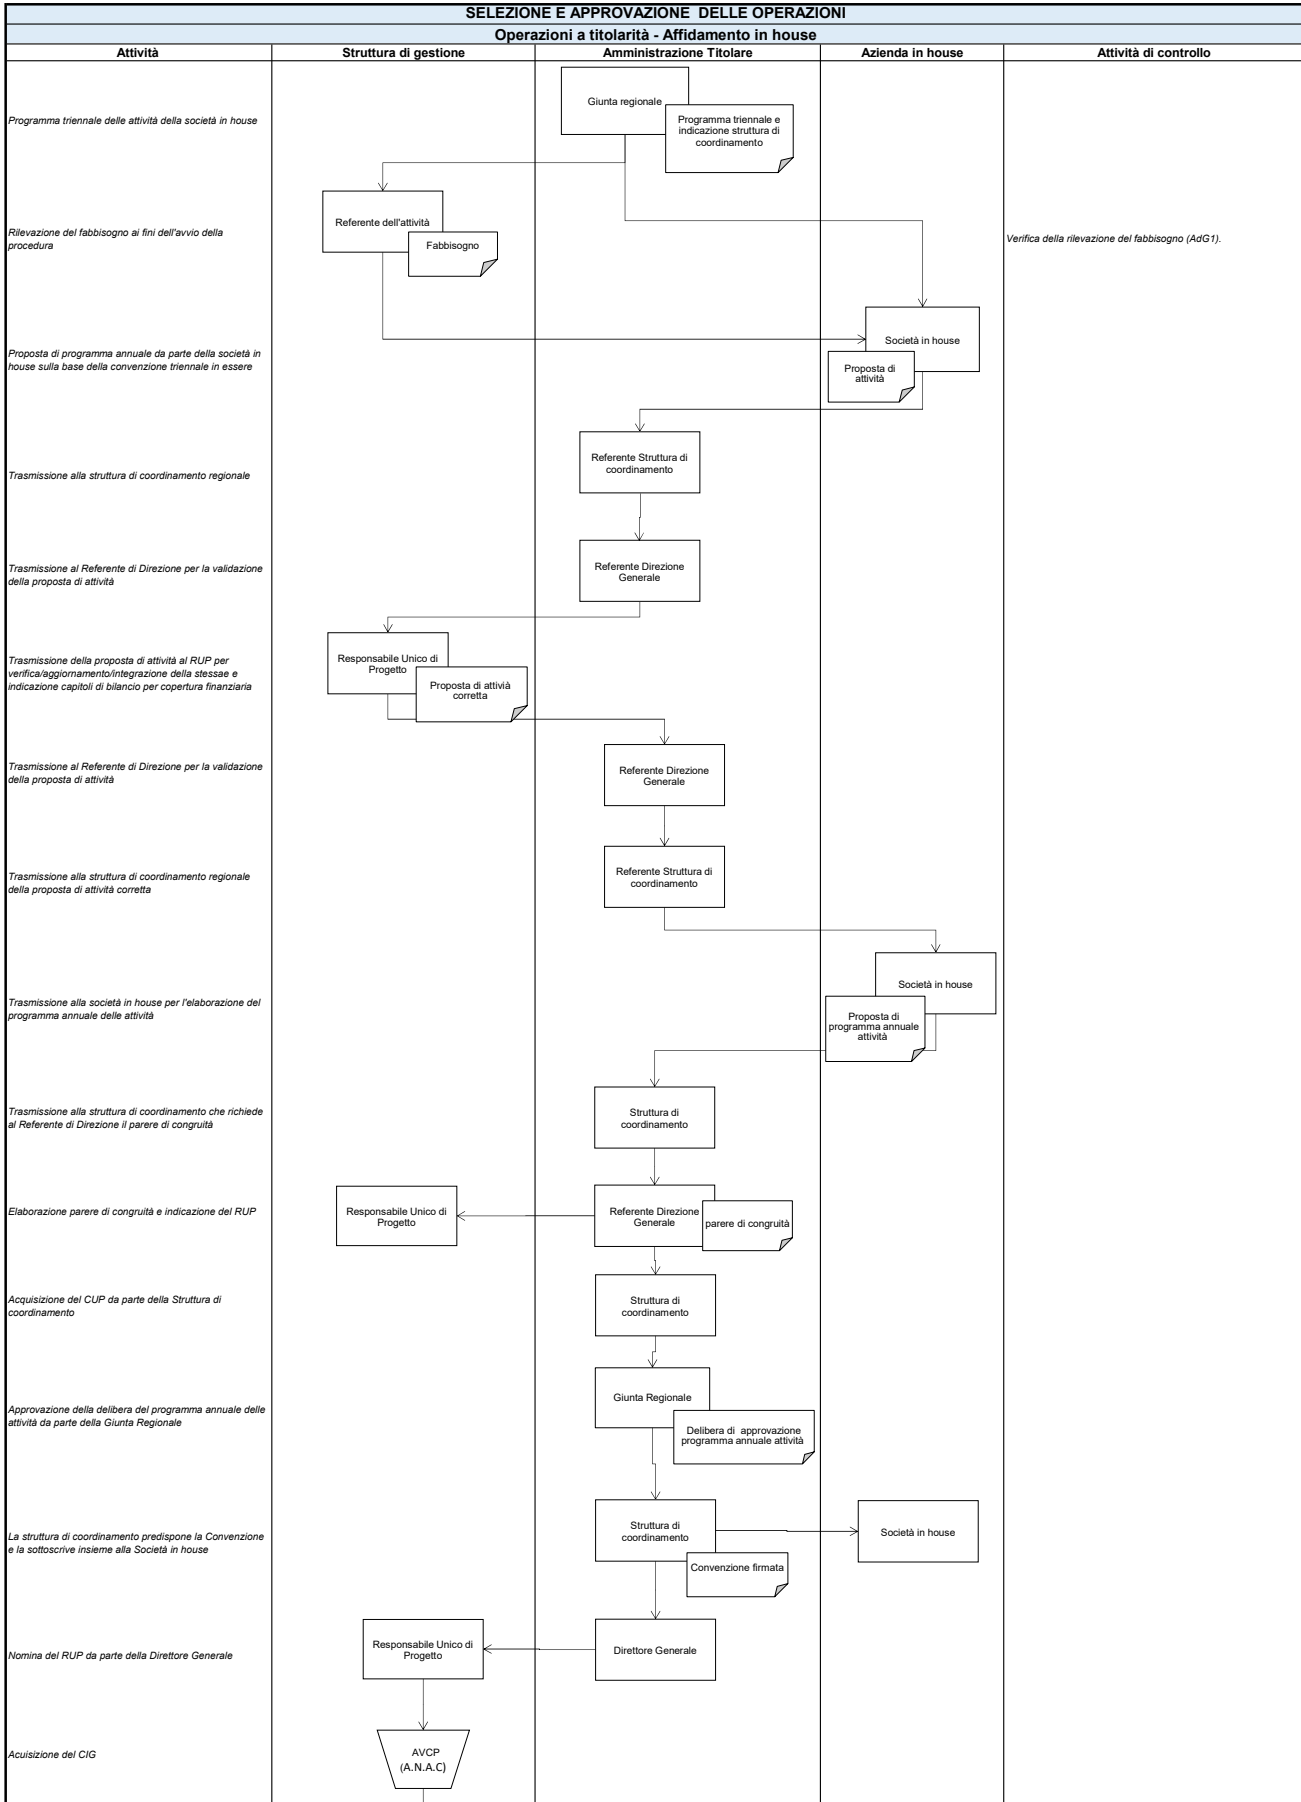 SELEZIONE E APPROVAZIONE DELLE OPERAZIONI
Operazioni a titolarità - Affidamento in house
Attività
Struttura di gestione
Amministrazione Titolare
Azienda in house
Attività di controllo
Programma triennale delle attività della società in house
Giunta regionale
Programma triennale e
indicazione struttura di
coordinamento
Rilevazione del fabbisogno ai fini dell'avvio della
procedura
Referente dell'attività
Fabbisogno
Verifica della rilevazione del fabbisogno (AdG1).
Proposta di programma annuale da parte della società in
house sulla base della convenzione triennale in essere
Società in house
Proposta di
attività
Trasmissione alla struttura di coordinamento regionale
Referente Struttura di
coordinamento
Trasmissione al Referente di Direzione per la validazione
della proposta di attività
Referente Direzione
Generale
Trasmissione della proposta di attività al RUP per
verifica/aggiornamento/integrazione della stessae e
indicazione capitoli di bilancio per copertura finanziaria
Responsabile Unico di
Progetto
Proposta di attivià
corretta
Trasmissione al Referente di Direzione per la validazione
della proposta di attività
Referente Direzione
Generale
Trasmissione alla struttura di coordinamento regionale
della proposta di attività corretta
Referente Struttura di
coordinamento
Trasmissione alla società in house per l'elaborazione del
programma annuale delle attività
Società in house
Proposta di
programma annuale
attività
Trasmissione alla struttura di coordinamento che richiede
al Referente di Direzione il parere di congruità
Struttura di
coordinamento
Elaborazione parere di congruità e indicazione del RUP
Responsabile Unico di
Progetto
Referente Direzione
Generale
parere di congruità
Acquisizione del CUP da parte della Struttura di
coordinamento
Struttura di
coordinamento
Approvazione della delibera del programma annuale delle
attività da parte della Giunta Regionale
Giunta Regionale
Delibera di approvazione
programma annuale attività
La struttura di coordinamento predispone la Convenzione
e la sottoscrive insieme alla Società in house
Struttura di
coordinamento
Convenzione firmata
Società in house
Nomina del RUP da parte della Direttore Generale
Responsabile Unico di
Progetto
Direttore Generale
Acuisizione del CIG
AVCP
(A.N.A.C)